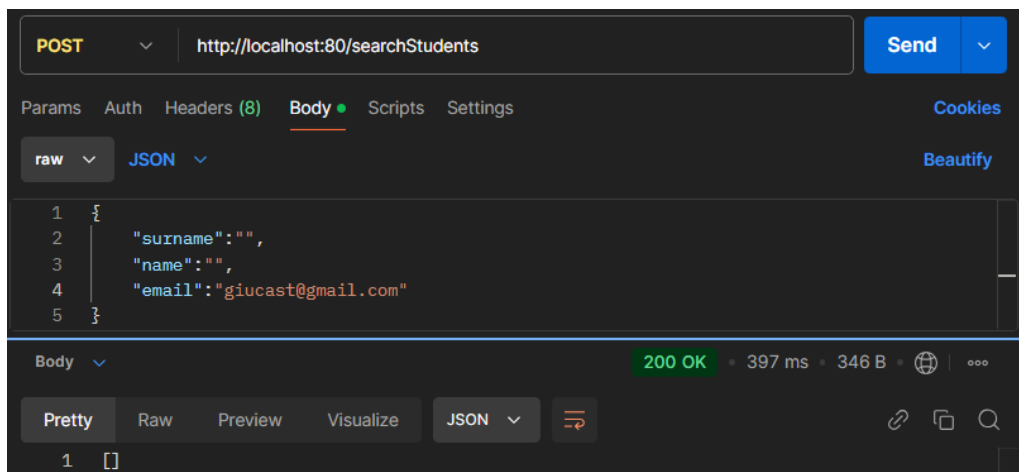 POST http://localhost:80/searchStudents Send
Params Auth Headers (8) Body Scripts Settings Cookies
raw JSON Beautify
1 {
2 "surname":"",
3 "name":"",
4 "email":"giucast@gmail.com"
5 }
Body 200 OK • 397 ms • 346 B •
Pretty Raw Preview Visualize JSON
1 []